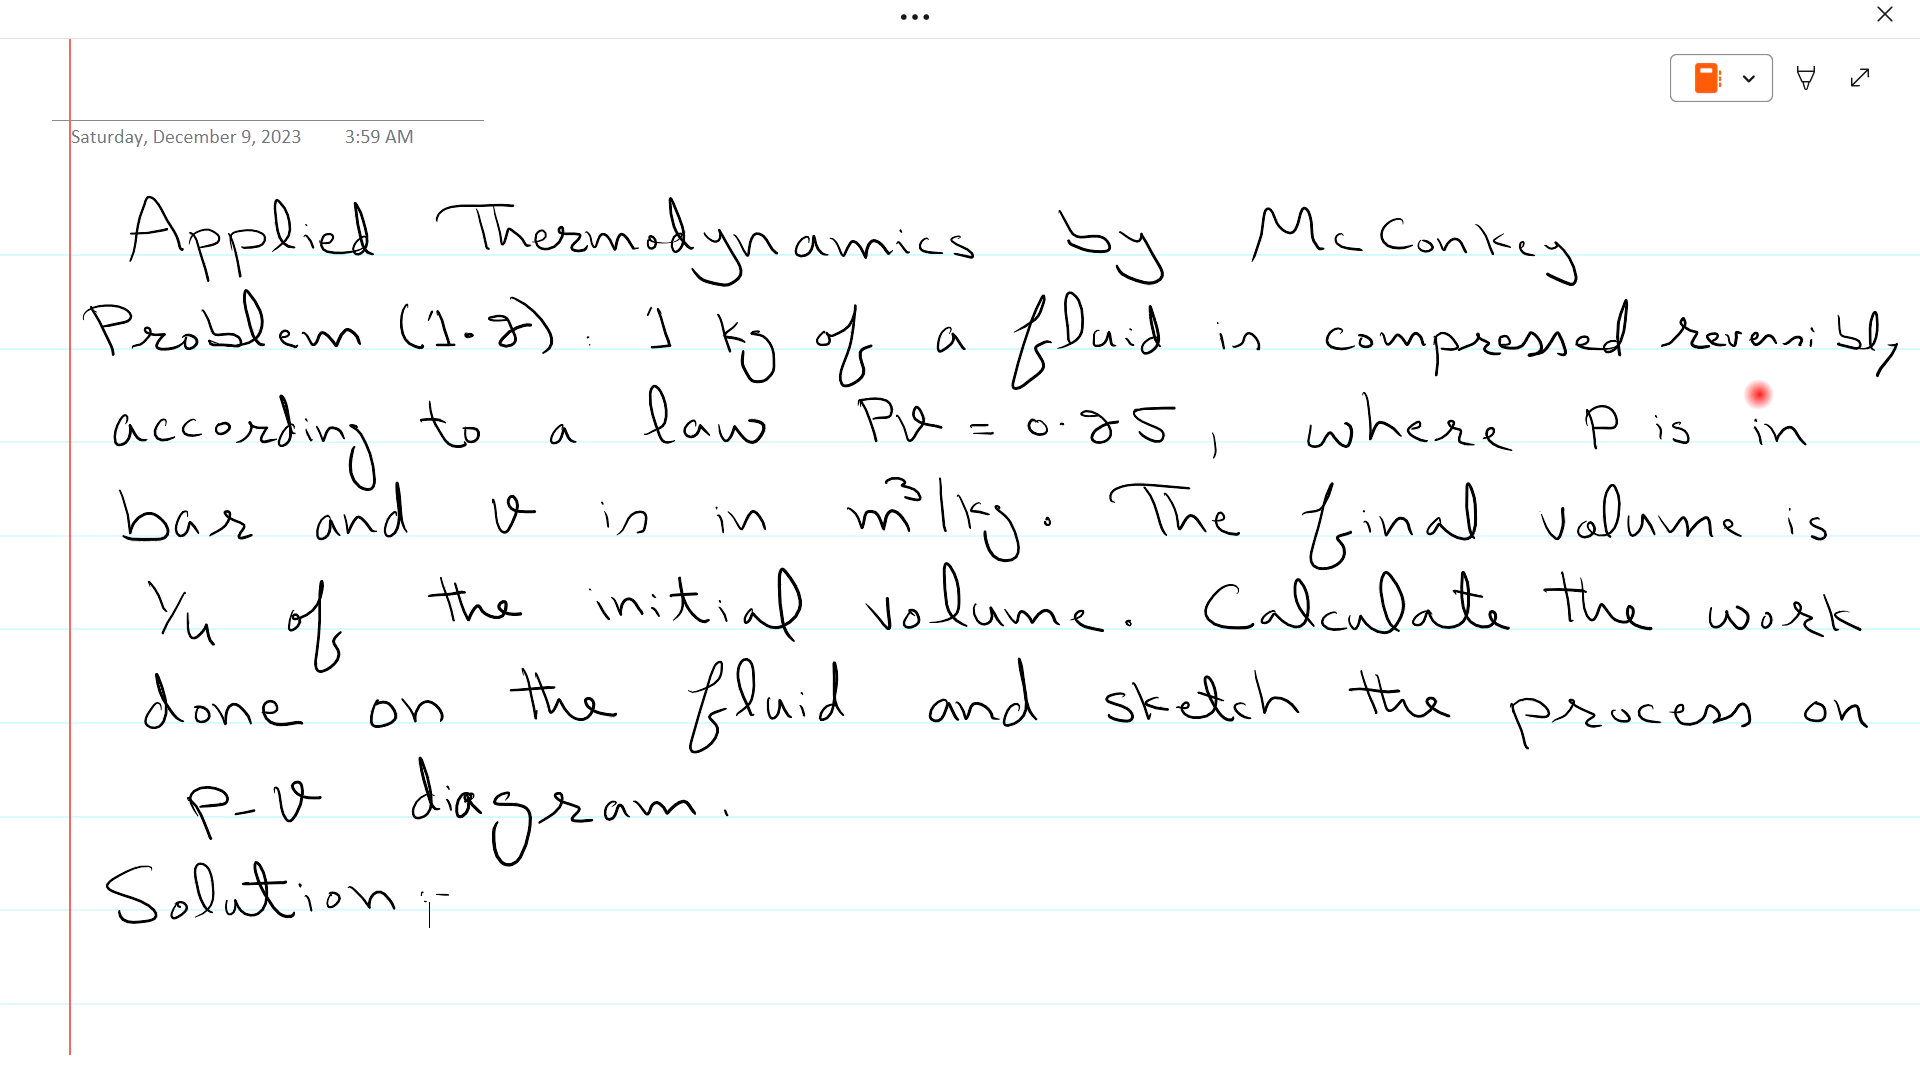 Saturday, December 9, 2023 3:59 AM
Applied Thermodynamics by McConkey
Problem (1.2): 1 kg of a fluid is compressed reversibly
according to a law Pv = 0.25, where P is in
bar and v is in m³/kg. The final volume is
1/4 of the initial volume. Calculate the work
done on the fluid and sketch the process on
p-v diagram.
Solution:-